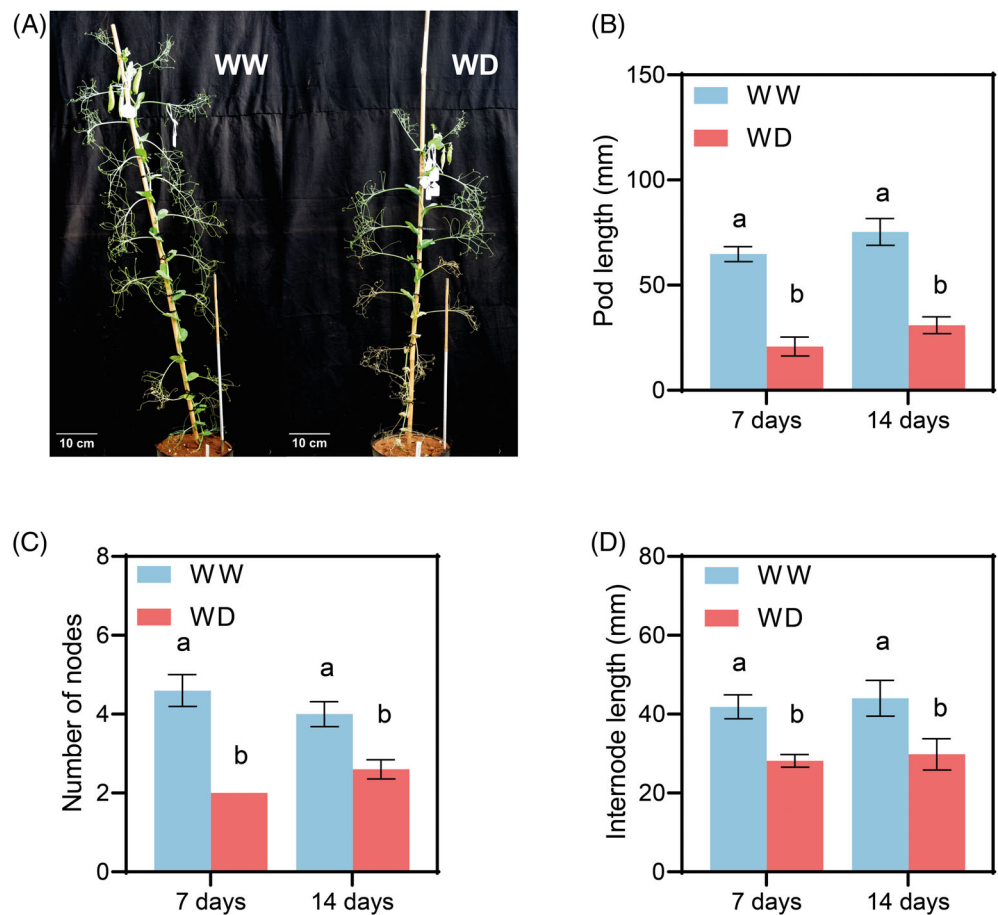 (A)
WW
WD
10 cm
10 cm
(B)
Pod length (mm)
150
100
50
0
WW
WD
a
b
a
b
7 days
14 days
(C)
Number of nodes
8
6
4
2
0
WW
WD
a
b
a
b
7 days
14 days
(D)
Internode length (mm)
80
60
40
20
0
WW
WD
a
b
a
b
7 days
14 days